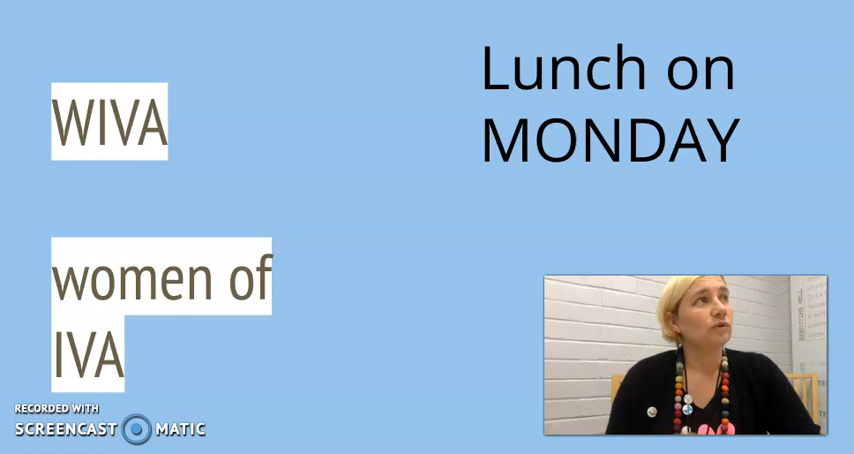 WIVA
women of
IVA
Lunch on
MONDAY
RECORDED WITH
SCREENCAST MATIC